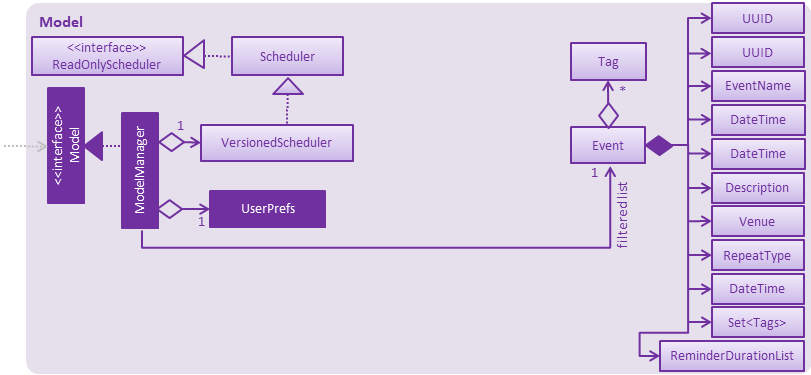 Model
<<interface>>
ReadOnlyScheduler
Scheduler
<<interface>>
Model
ModelManager
1
VersionedScheduler
1
UserPrefs
Tag
*
Event
1
filtered list
UUID
UUID
EventName
DateTime
DateTime
Description
Venue
RepeatType
DateTime
Set<Tags>
ReminderDurationList